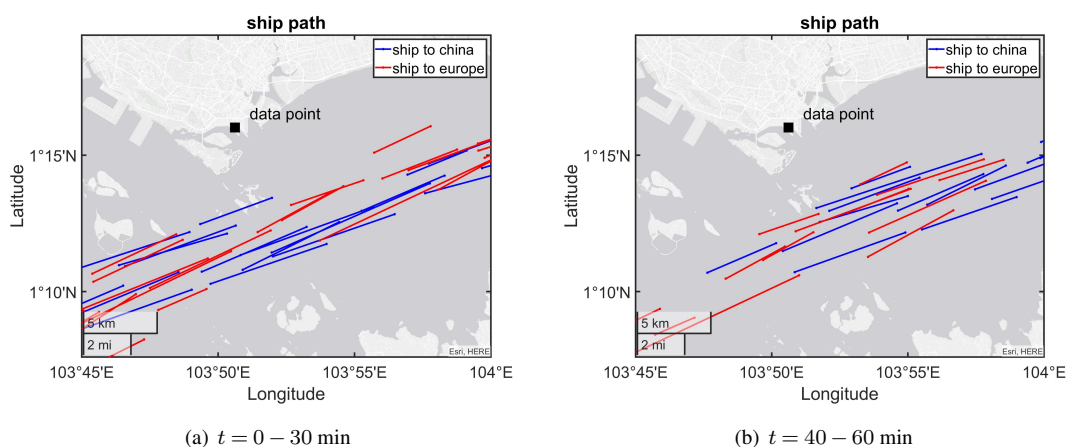 ship path
ship to china
ship to europe
data point
1°15'N
1°10'N
Latitude
5 km
2 mi
Esri, HERE
103°45'E
103°50'E
103°55'E
104°E
Longitude
(a) t = 0 − 30 min
ship path
ship to china
ship to europe
data point
1°15'N
1°10'N
Latitude
5 km
2 mi
Esri, HERE
103°45'E
103°50'E
103°55'E
104°E
Longitude
(b) t = 40 − 60 min